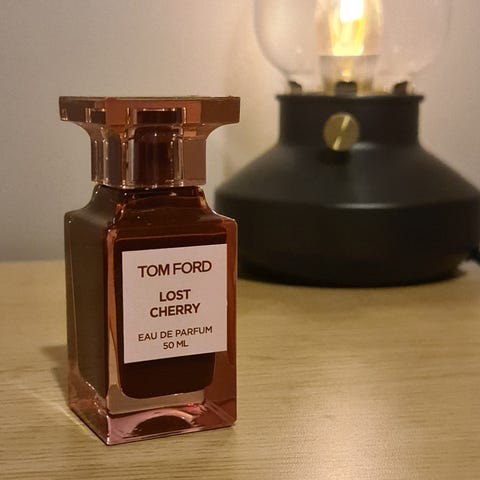 TOM FORD
LOST
CHERRY
EAU DE PARFUM
50 ML